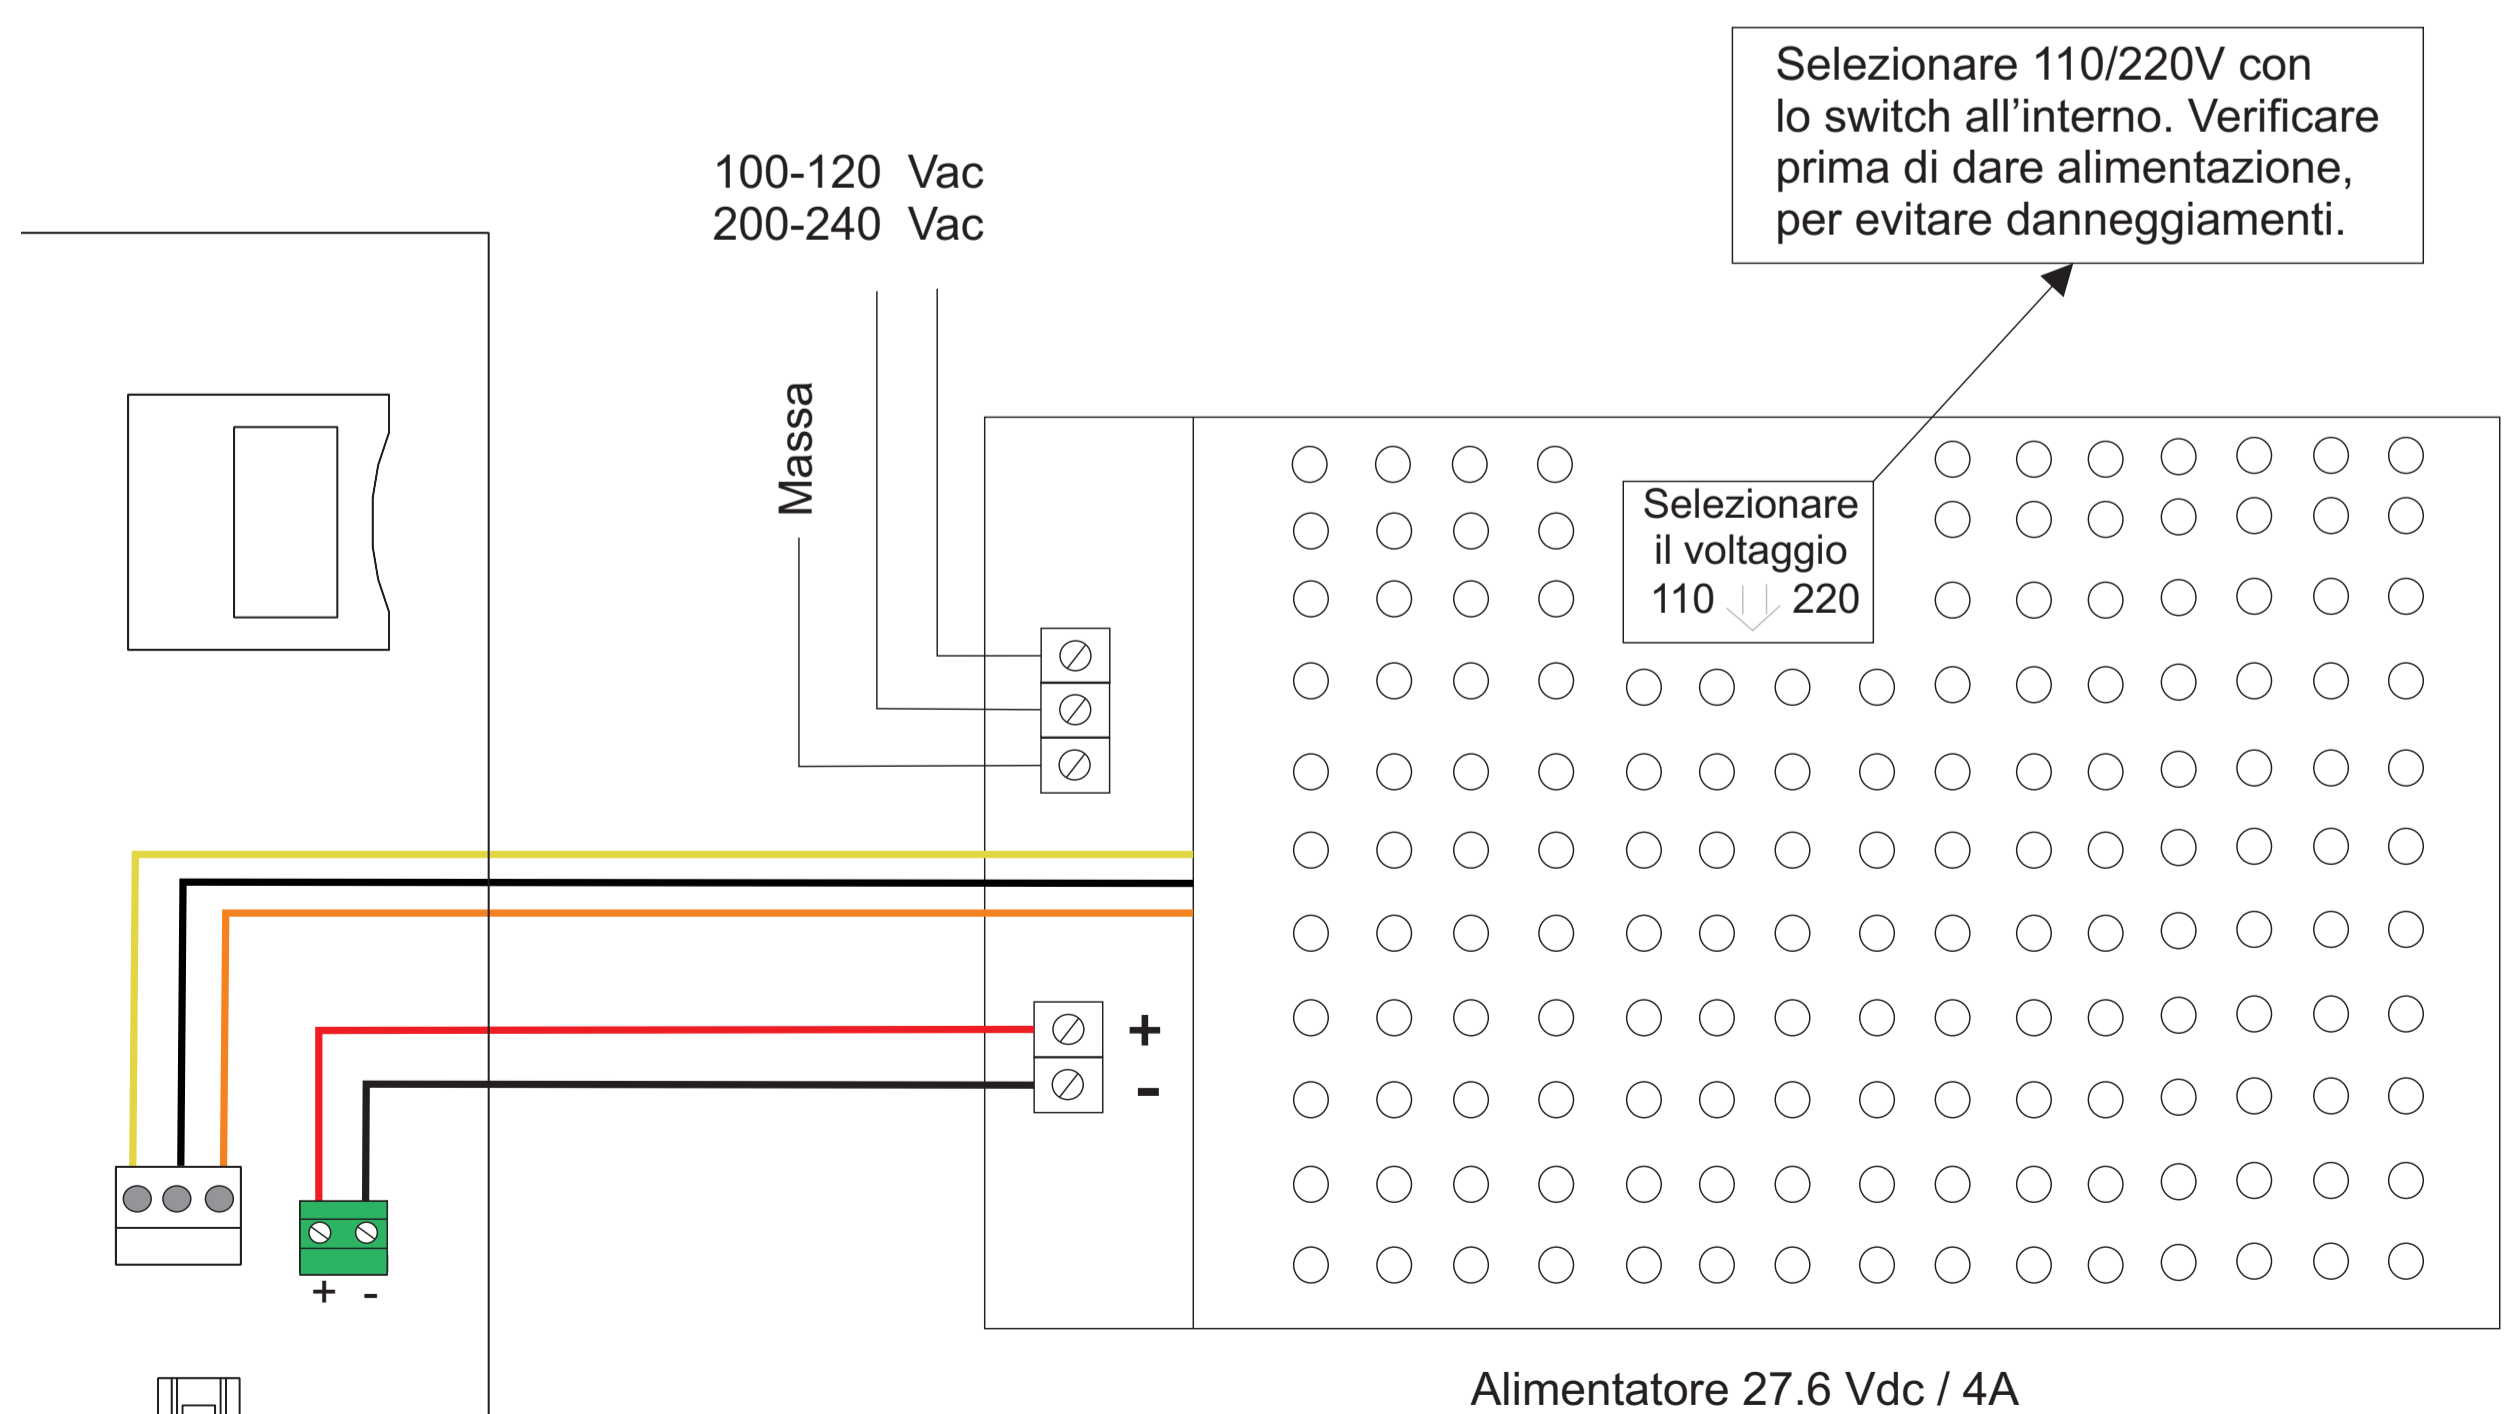 Selezionare 110/220V con
lo switch all'interno. Verificare
prima di dare alimentazione,
per evitare danneggiamenti.
100-120 Vac
200-240 Vac
Massa
Selezionare
il voltaggio
110 220
+
-
+ -
Alimentatore 27.6 Vdc / 4A